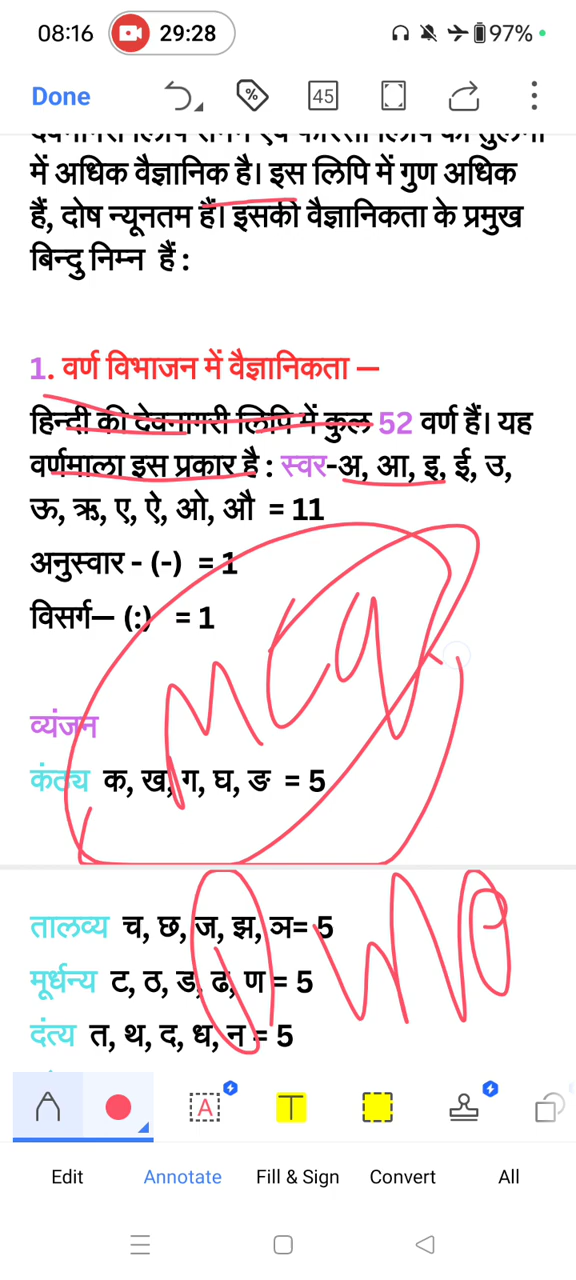 08:16 29:28 97%
Done % 45
में अधिक वैज्ञानिक है। इस लिपि में गुण अधिक
हैं, दोष न्यूनतम हैं। इसकी वैज्ञानिकता के प्रमुख
बिन्दु निम्न हैं :
1. वर्ण विभाजन में वैज्ञानिकता —
हिन्दी की देवनागरी लिपि में कुल 52 वर्ण हैं। यह
वर्णमाला इस प्रकार है : स्वर-अ, आ, इ, ई, उ,
ऊ, ऋ, ए, ऐ, ओ, औ = 11
अनुस्वार - (-) = 1
विसर्ग— (:) = 1
व्यंजन
कंठ्य क, ख, ग, घ, ङ = 5
तालव्य च, छ, ज, झ, ञ= 5
मूर्धन्य ट, ठ, ड, ढ, ण = 5
दंत्य त, थ, द, ध, न = 5
A T
Edit Annotate Fill & Sign Convert All